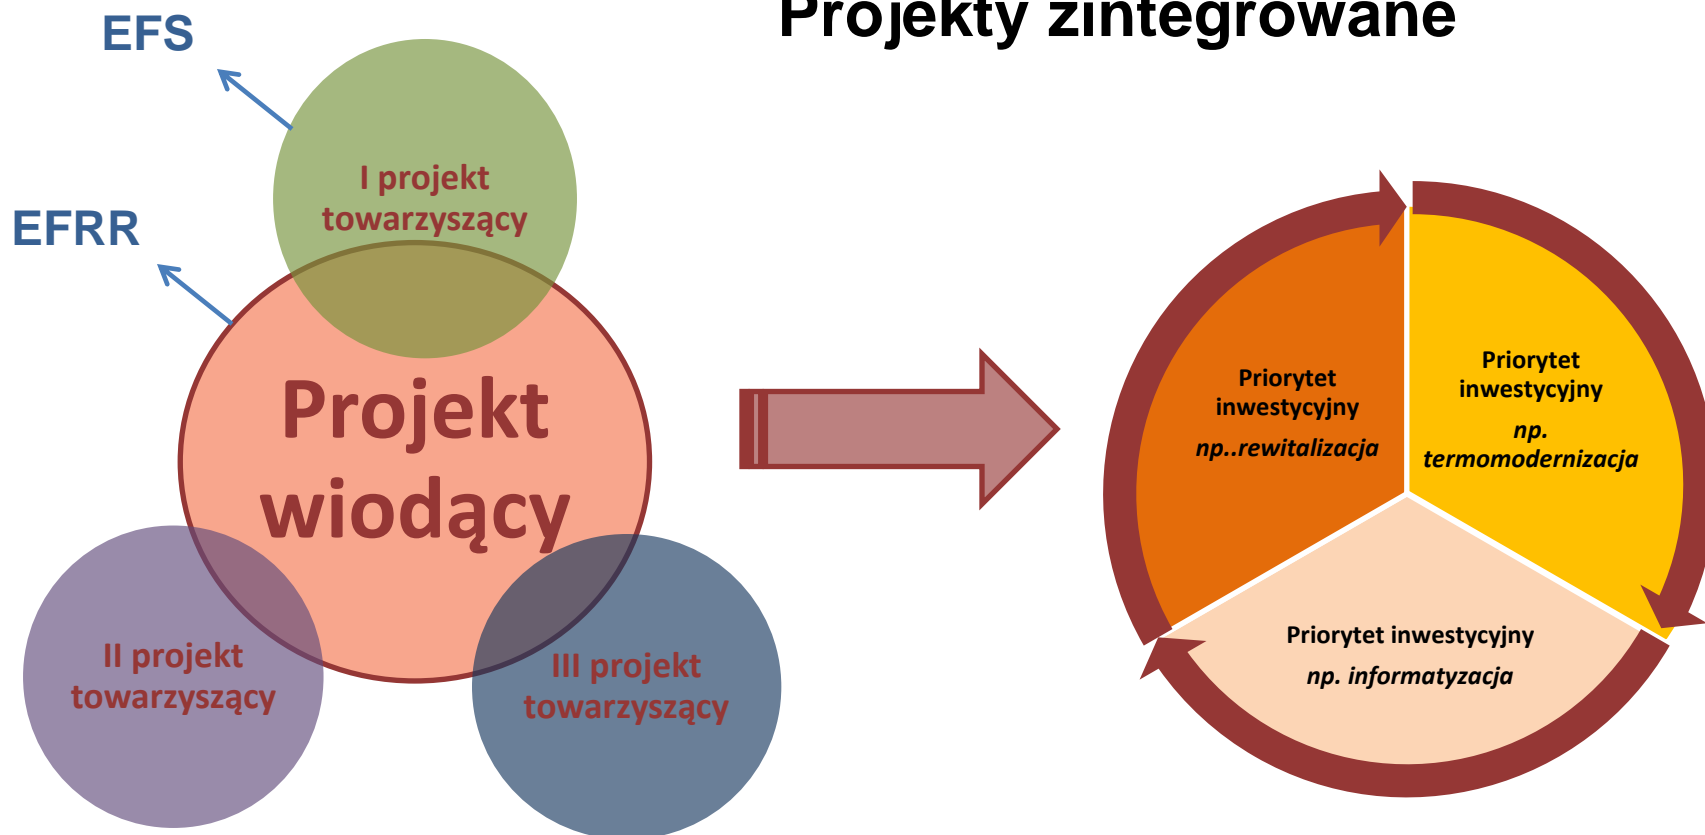 Projekty zintegrowane
EFS
EFRR
I projekt
towarzyszący
Projekt
wiodący
II projekt
towarzyszący
III projekt
towarzyszący
Priorytet
inwestycyjny
np..rewitalizacja
Priorytet
inwestycyjny
np.
termomodernizacja
Priorytet inwestycyjny
np. informatyzacja